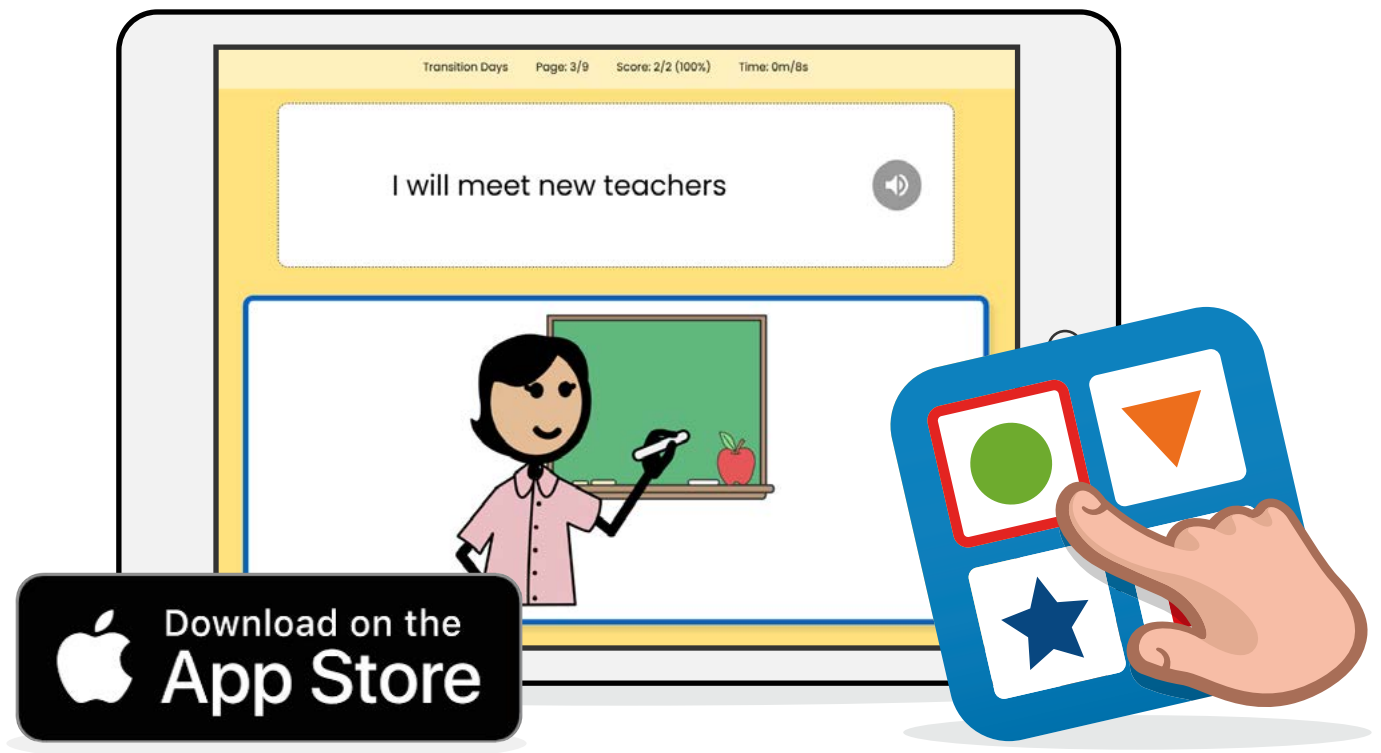 Transition Days Page: 3/9 Score: 2/2 (100%) Time: 0m/8s
I will meet new teachers
Download on the
App Store